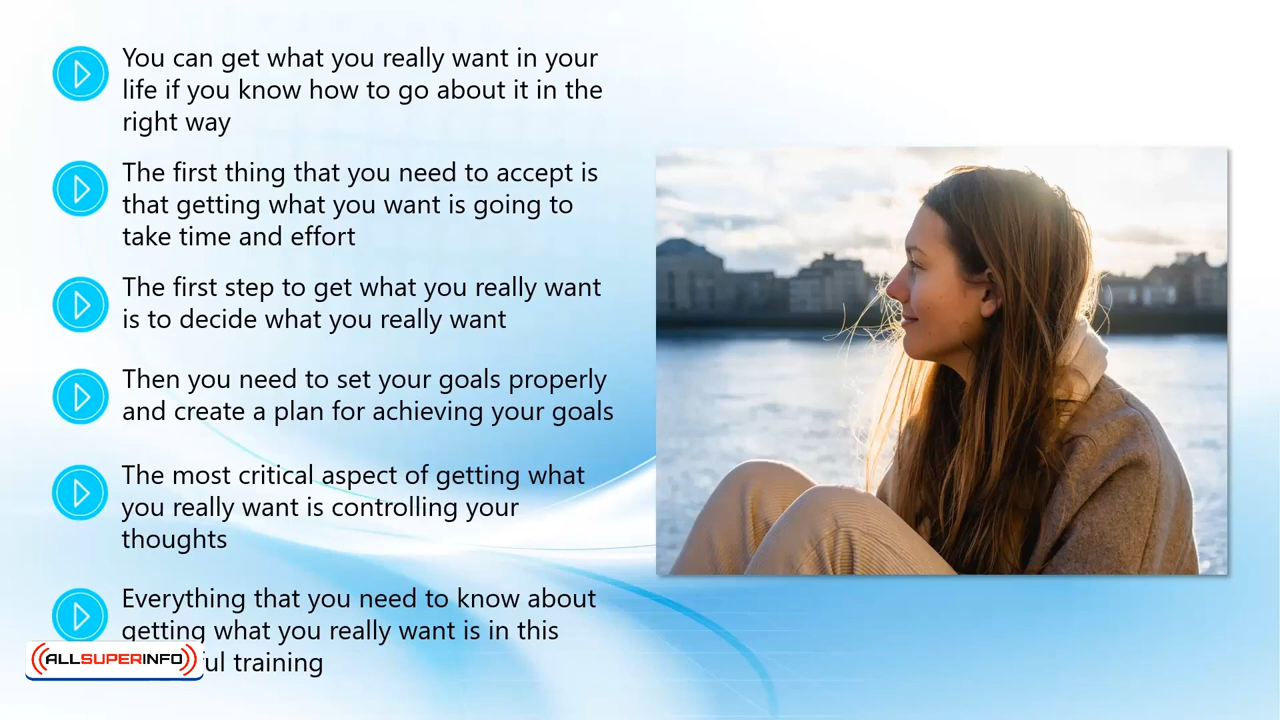 You can get what you really want in your
life if you know how to go about it in the
right way
The first thing that you need to accept is
that getting what you want is going to
take time and effort
The first step to get what you really want
is to decide what you really want
Then you need to set your goals properly
and create a plan for achieving your goals
The most critical aspect of getting what
you really want is controlling your
thoughts
Everything that you need to know about
getting what you really want is in this
training
ALLSUPERINFO